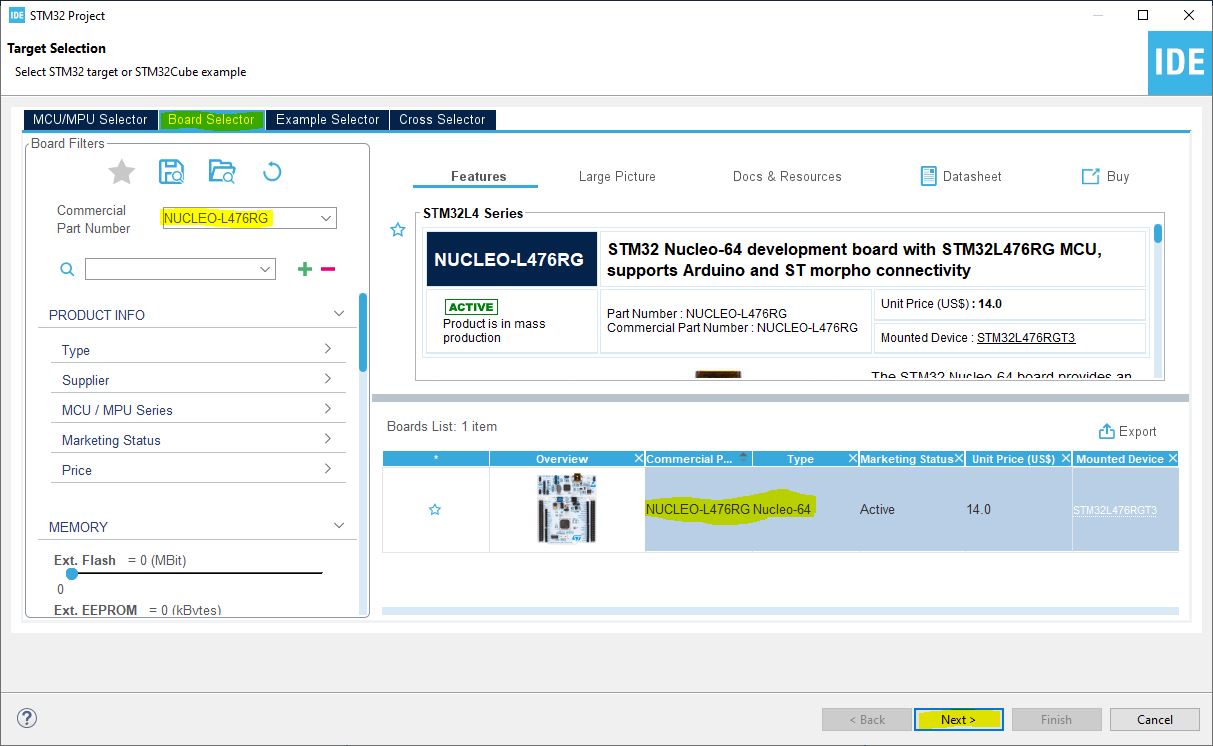 IDE STM32 Project
Target Selection
Select STM32 target or STM32Cube example
IDE
MCU/MPU Selector Board Selector Example Selector Cross Selector
Board Filters
Commercial
Part Number
NUCLEO-L476RG
PRODUCT INFO
Type
Supplier
MCU / MPU Series
Marketing Status
Price
MEMORY
Ext. Flash = 0 (MBit)
0
Ext. EEPROM = 0 (kBytes)
Features Large Picture Docs & Resources Datasheet Buy
STM32L4 Series
NUCLEO-L476RG
STM32 Nucleo-64 development board with STM32L476RG MCU,
supports Arduino and ST morpho connectivity
ACTIVE
Product is in mass
production
Part Number : NUCLEO-L476RG
Commercial Part Number : NUCLEO-L476RG
Unit Price (US$) : 14.0
Mounted Device : STM32L476RGT3
The STM32 Nucleo-64 board provides an
Boards List: 1 item
Export
* Overview Commercial P... Type Marketing Status Unit Price (US$) Mounted Device
NUCLEO-L476RG Nucleo-64 Active 14.0 STM32L476RGT3
? < Back Next > Finish Cancel